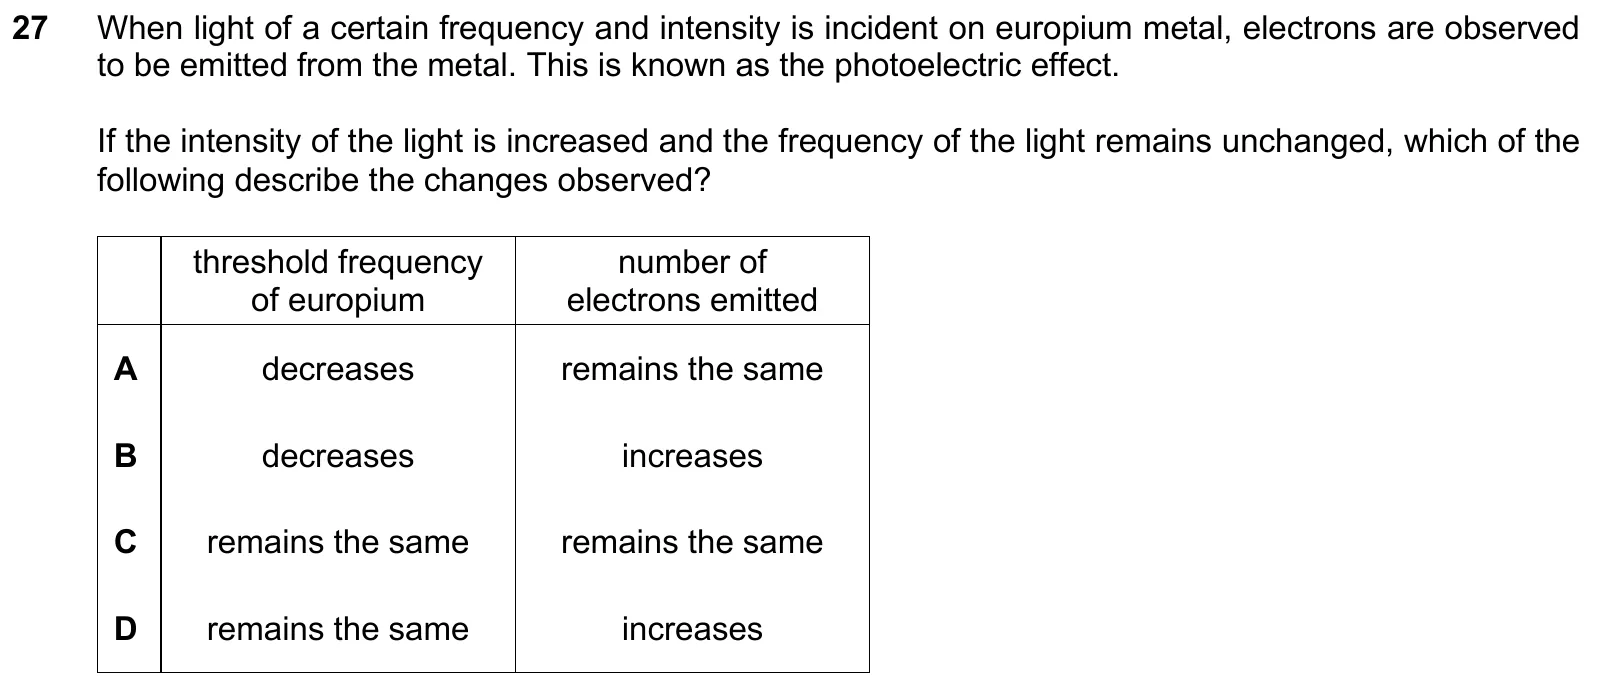 27 When light of a certain frequency and intensity is incident on europium metal, electrons are observed
to be emitted from the metal. This is known as the photoelectric effect.
If the intensity of the light is increased and the frequency of the light remains unchanged, which of the
following describe the changes observed?
threshold frequency of europium number of electrons emitted
A decreases remains the same
B decreases increases
C remains the same remains the same
D remains the same increases